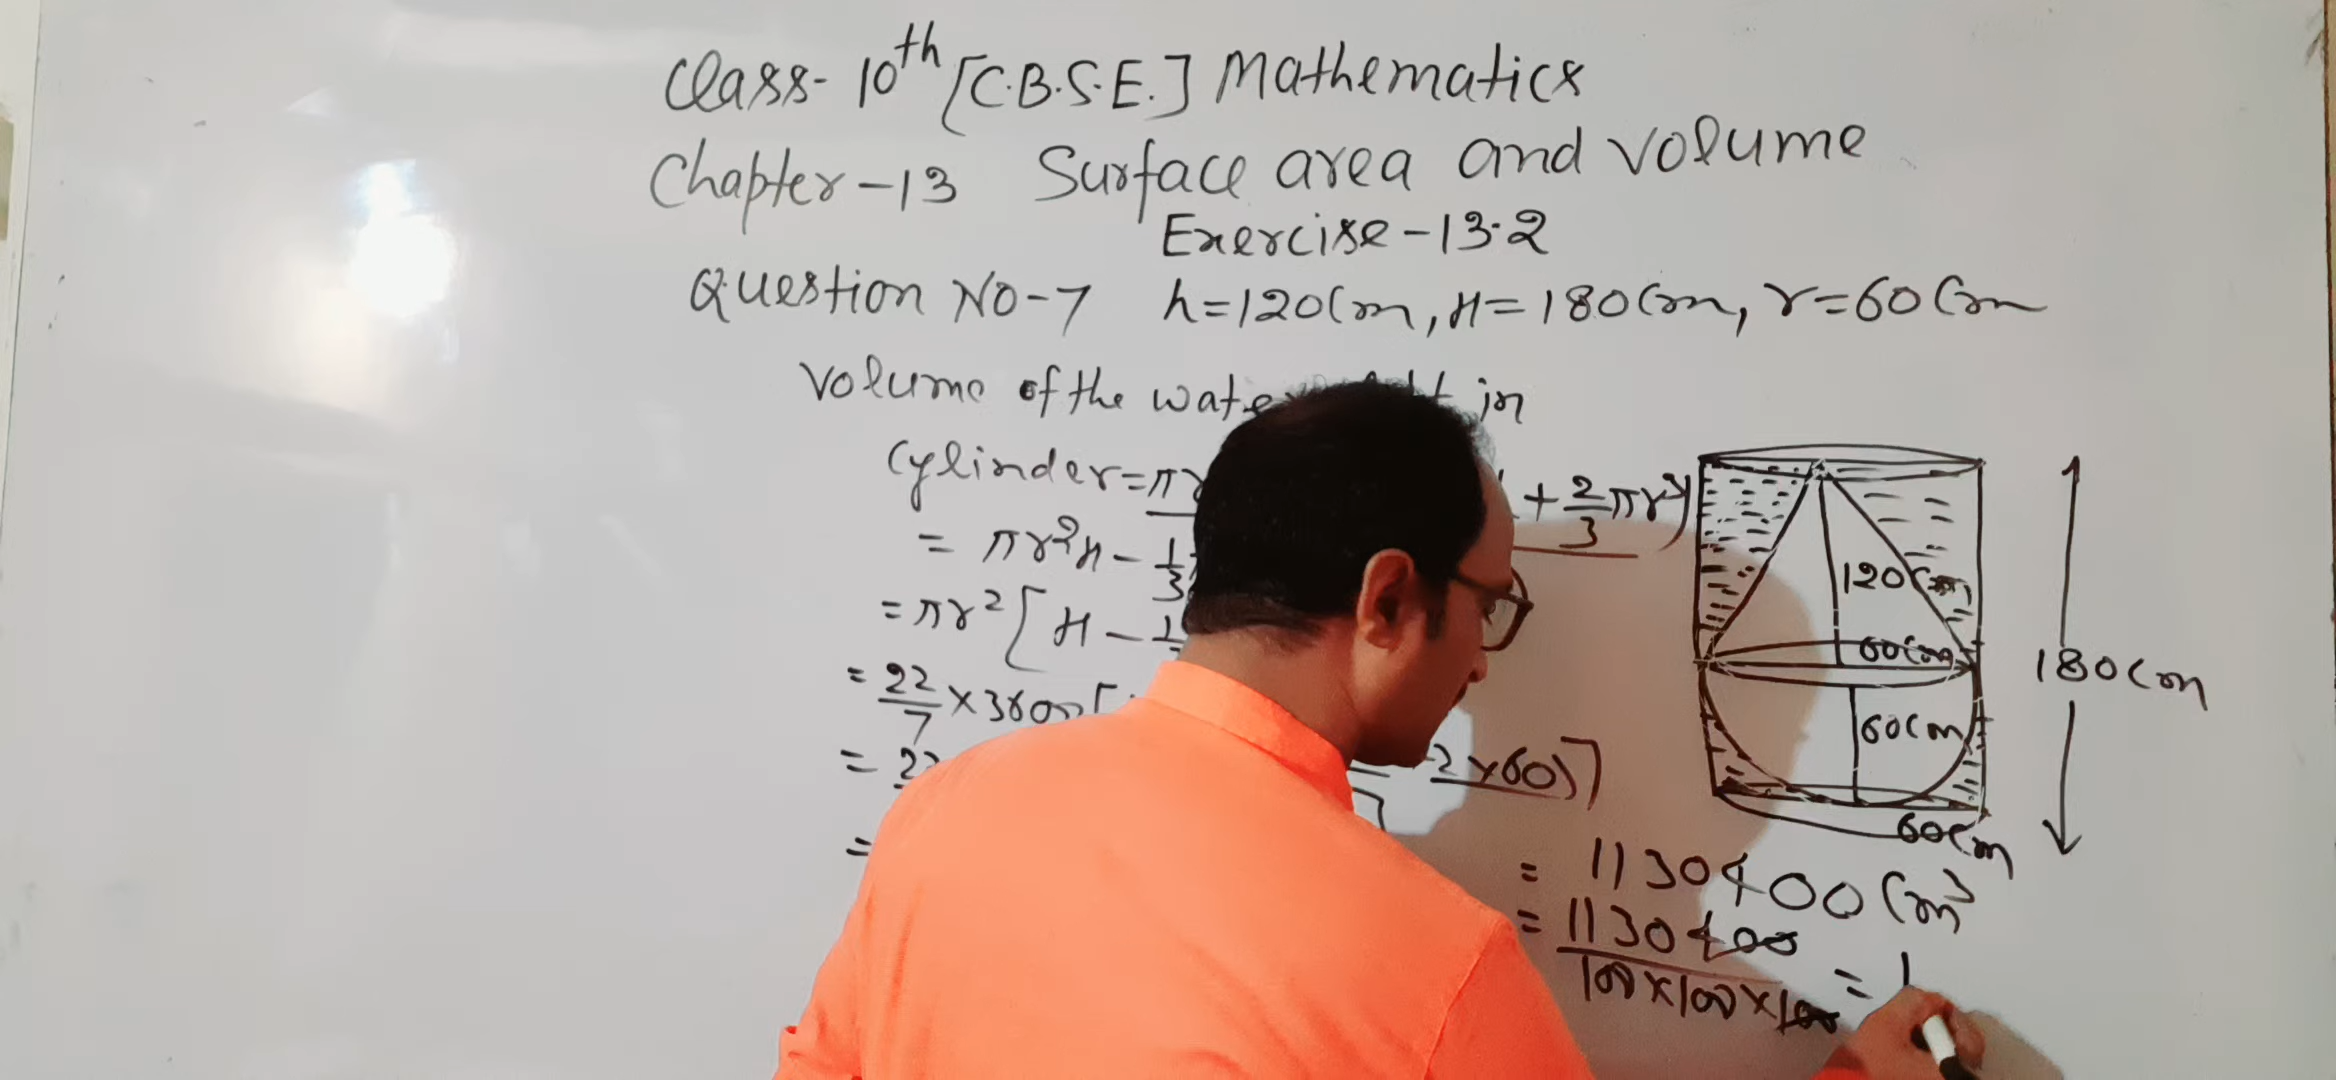 Class- 10th [C.B.S.E.] Mathematics
Chapter-13 Surface area and volume
Exercise-13.2
Question No-7 h=120Cm, H=180Cm, r=60Cm
Volume of the in
Cylinder=π + 2/3 πr³)
= πr²H - 1/3
= πr² [ H -
= 22/7 × 3600 [
= 2×60)]
=
= 1130400 Cm³
= 1130400/100×100×100 = 1
120Cm
60Cm
60Cm
60Cm
180Cm